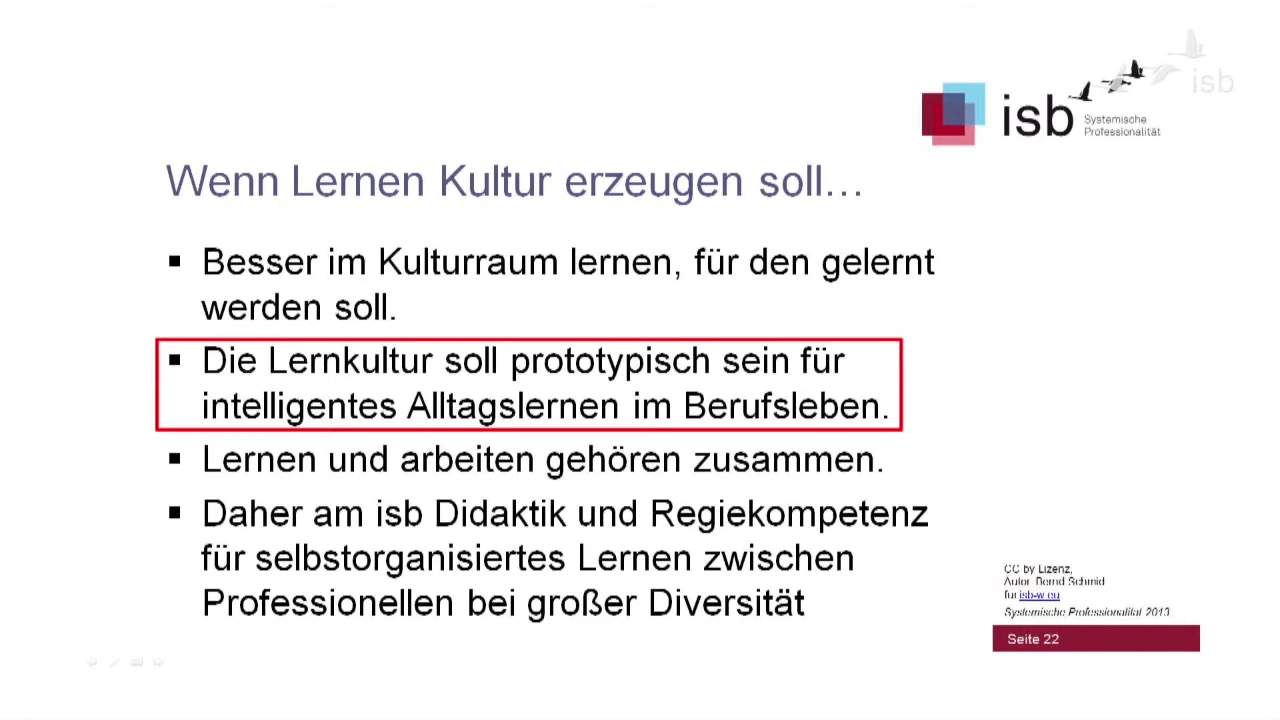 isb
isb
Systemische
Professionalität
Wenn Lernen Kultur erzeugen soll...
Besser im Kulturraum lernen, für den gelernt
werden soll.
Die Lernkultur soll prototypisch sein für
intelligentes Alltagslernen im Berufsleben.
Lernen und arbeiten gehören zusammen.
Daher am isb Didaktik und Regiekompetenz
für selbstorganisiertes Lernen zwischen
Professionellen bei großer Diversität
CC by Lizenz,
Autor Bernd Schmid
für isb-w.eu
Systemische Professionalität 2013
Seite 22